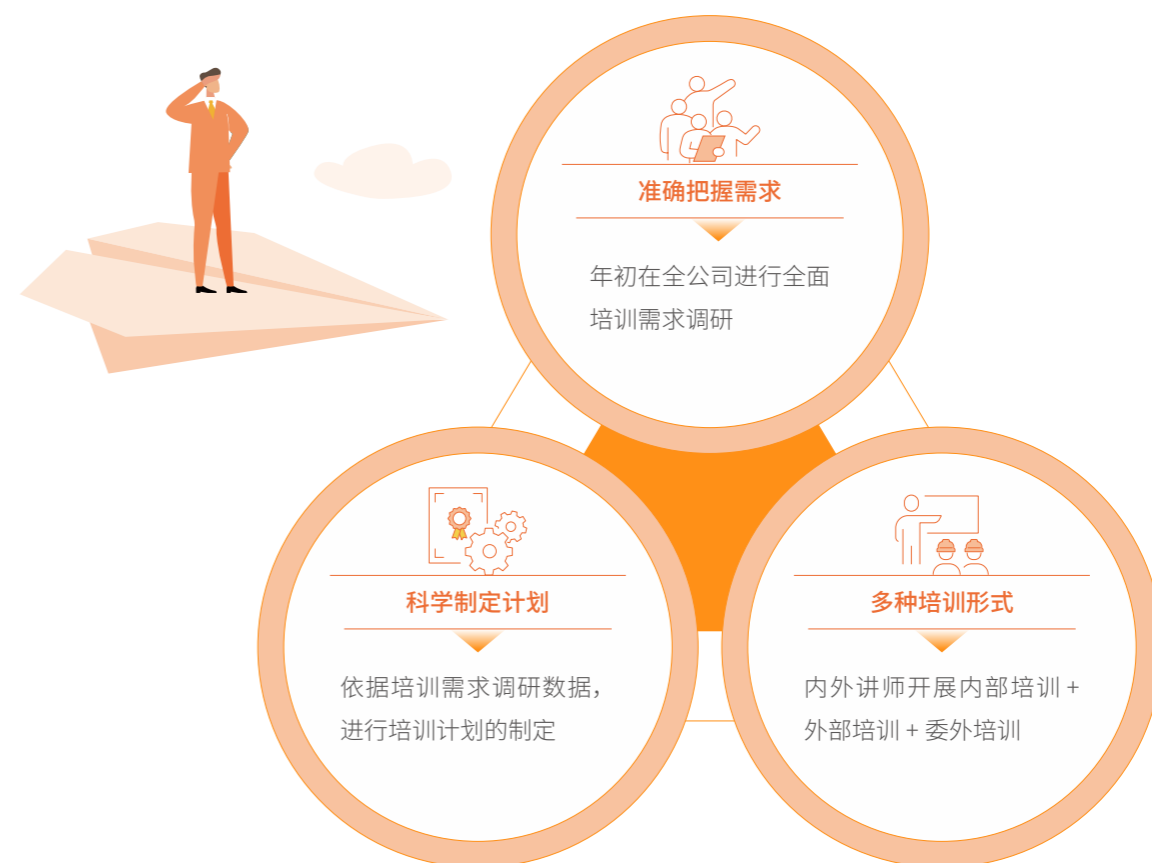 准确把握需求
年初在全公司进行全面
培训需求调研
科学制定计划
依据培训需求调研数据，
进行培训计划的制定
多种培训形式
内外讲师开展内部培训 +
外部培训 + 委外培训